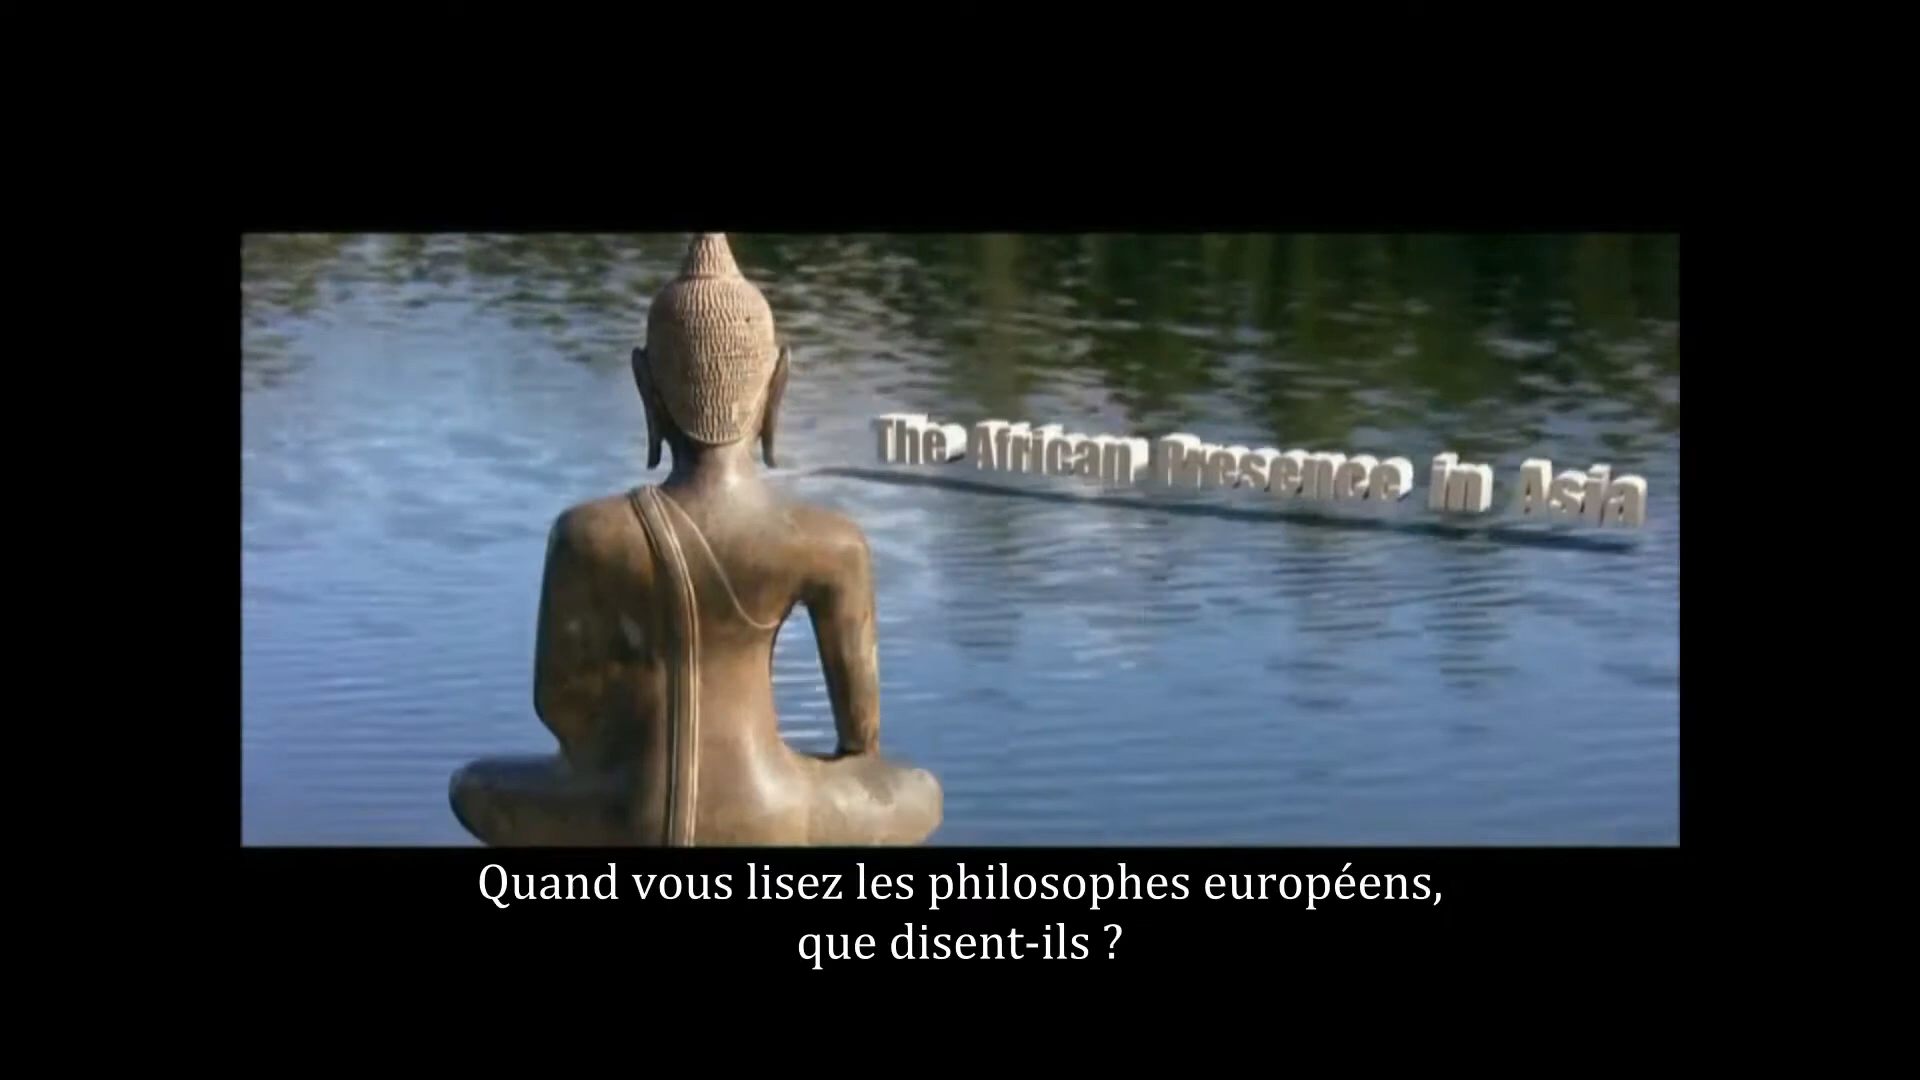 The African Presence in Asia
Quand vous lisez les philosophes européens,
que disent-ils ?